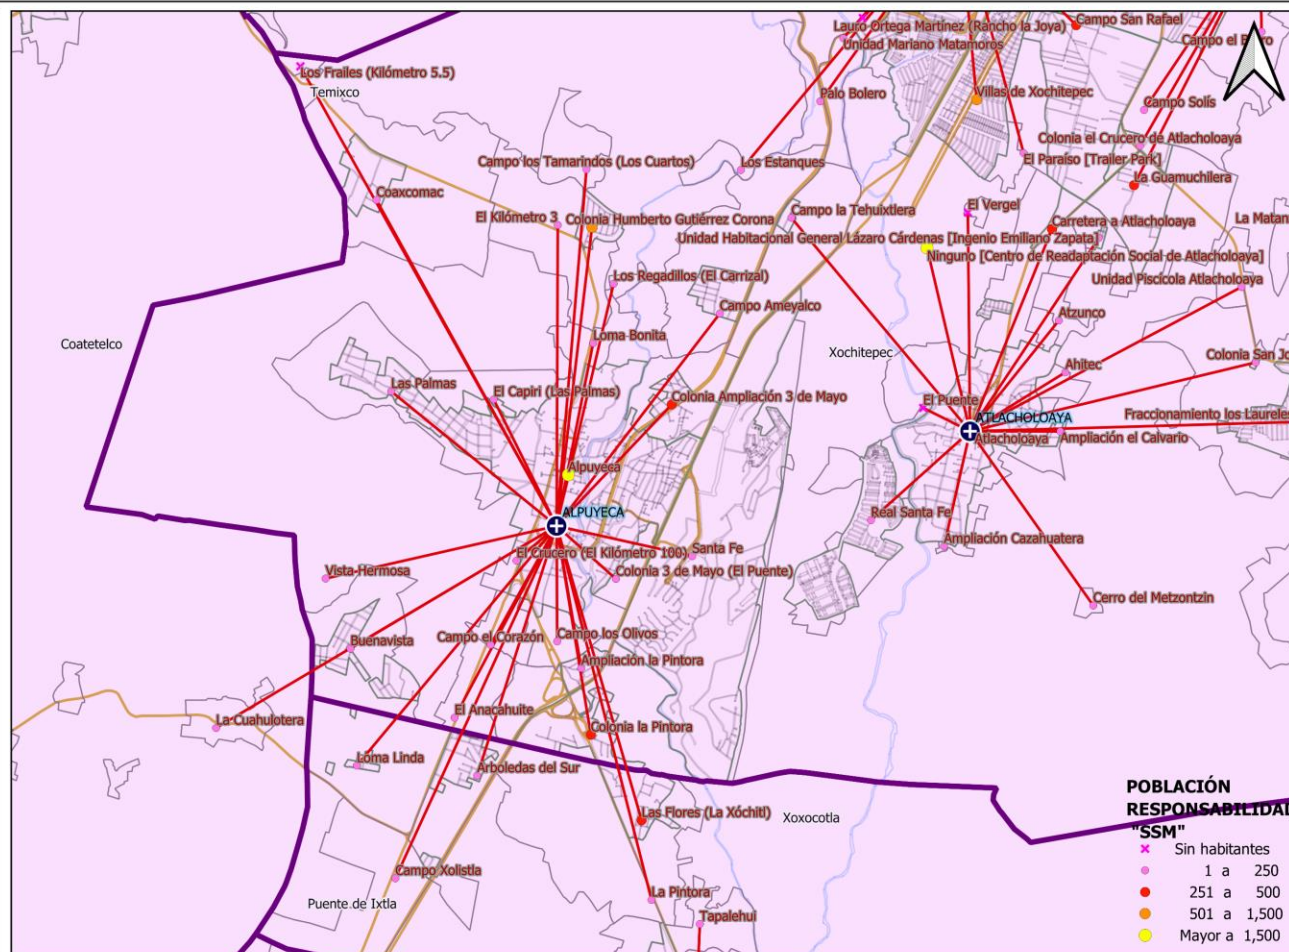 Lauro Ortega Martínez (Rancho la Joya)
Campo San Rafael
Unidad Mariano Matamoros
Los Frailes (Kilómetro 5.5)
Temixco
Palo Bolero
Villas de Xochitepec
Campo Solís
Colonia el Crucero de Atlacholoaya
Campo los Tamarindos (Los Cuartos)
Los Estanques
El Paraíso [Trailer Park]
La Guamuchilera
Coaxcomac
El Kilómetro 3
Colonia Humberto Gutiérrez Corona
Campo la Tehuixtlera
El Vergel
Carretera a Atlacholoaya
La Matan
Unidad Habitacional General Lázaro Cárdenas [Ingenio Emiliano Zapata]
Ninguno [Centro de Readaptación Social de Atlacholoaya]
Los Regadillos (El Carrizal)
Unidad Piscícola Atlacholoaya
Campo Ameyalco
Atzunco
Loma Bonita
Coatetelco
Xochitepec
Colonia San Jo
Ahitec
Las Palmas
El Capiri (Las Palmas)
Colonia Ampliación 3 de Mayo
El Puente
ATLACHOLOAYA
Fraccionamiento los Laureles
Atlacholoaya
Ampliación el Calvario
Alpuyeca
ALPUYECA
Real Santa Fe
Ampliación Cazahuatera
El Crucero (El Kilómetro 100)
Santa Fe
Vista Hermosa
Colonia 3 de Mayo (El Puente)
Cerro del Metzontzin
Buenavista
Campo el Corazón
Campo los Olivos
Ampliación la Pintora
La Cuahulotera
El Anacahuite
Colonia la Pintora
Loma Linda
Arboledas del Sur
Las Flores (La Xóchitl)
Xoxocotla
Campo Xolistla
La Pintora
Puente de Ixtla
Tapalehui
POBLACIÓN
RESPONSABILIDAD
"SSM"
Sin habitantes
1 a 250
251 a 500
501 a 1,500
Mayor a 1,500